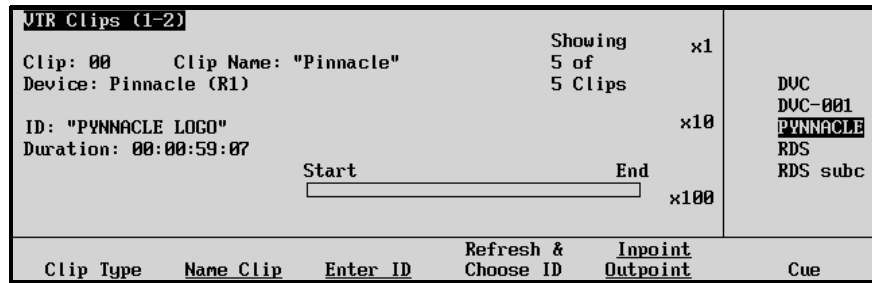 VTR Clips (1-2)
Showing x1
Clip: 00 Clip Name: "Pinnacle" 5 of
Device: Pinnacle (R1) 5 Clips DVC
DVC-001
ID: "PYNNACLE LOGO" x10 PYNNACLE
Duration: 00:00:59:07 RDS
Start End RDS subc
x100
Refresh & Inpoint
Clip Type Name Clip Enter ID Choose ID Outpoint Cue